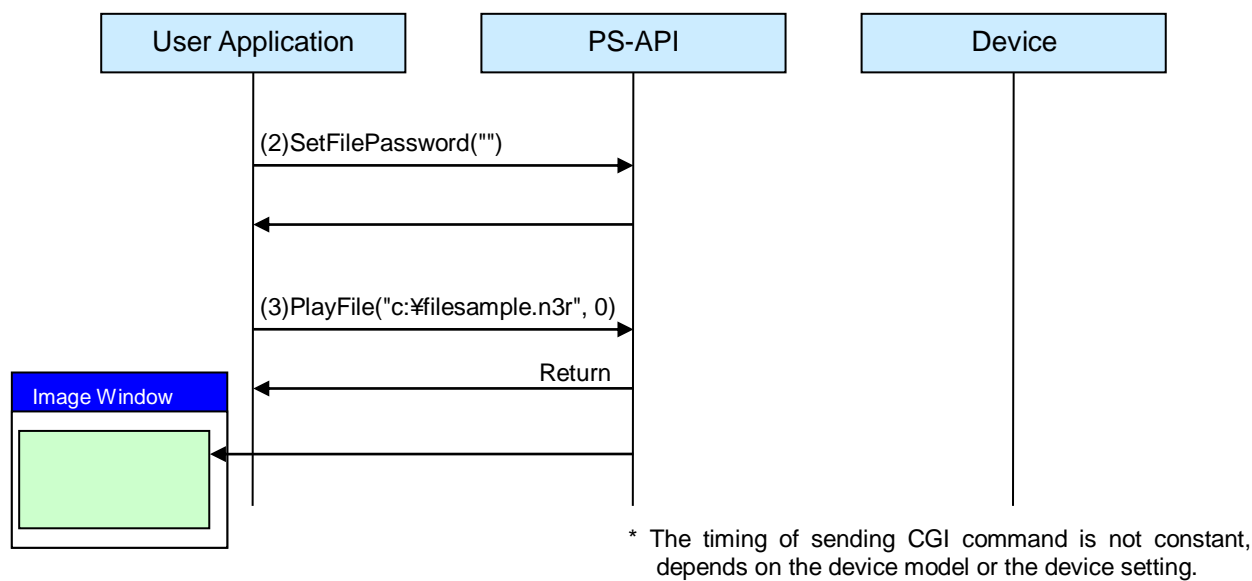 User Application
PS-API
Device
(2)SetFilePassword("")
(3)PlayFile("c:¥filesample.n3r", 0)
Return
Image Window
* The timing of sending CGI command is not constant,
depends on the device model or the device setting.